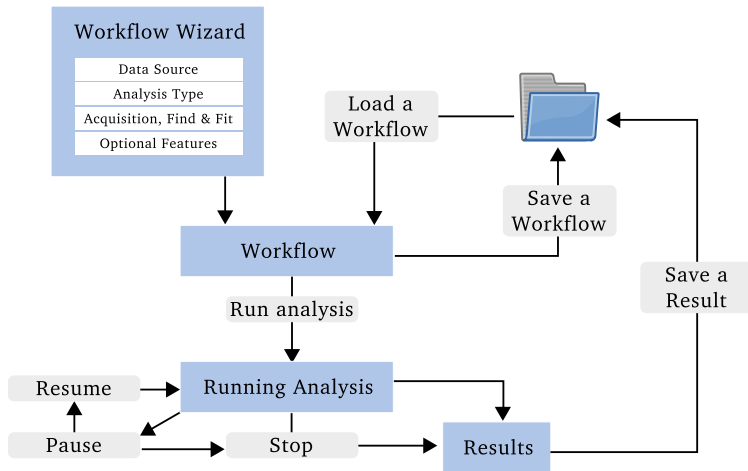 Workflow Wizard
Data Source
Analysis Type
Acquisition, Find & Fit
Optional Features
Load a
Workflow
Save a
Workflow
Workflow
Save a
Result
Run analysis
Running Analysis
Resume
Pause
Stop
Results